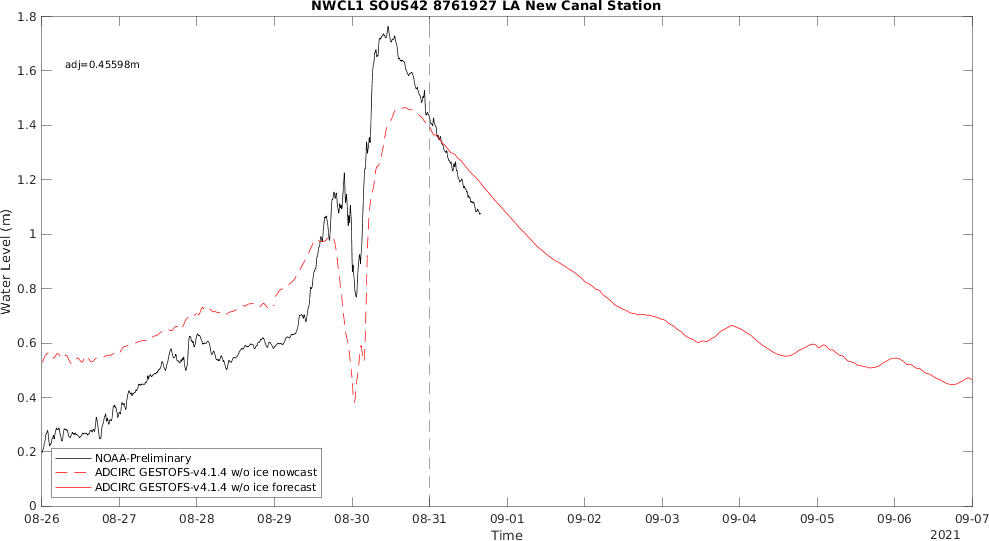 NWCL1 SOUS42 8761927 LA New Canal Station
1.8
1.6
1.4
1.2
1
0.8
0.6
0.4
0.2
0
Water Level (m)
adj=0.45598m
NOAA-Preliminary
ADCIRC GESTOFS-v4.1.4 w/o ice nowcast
ADCIRC GESTOFS-v4.1.4 w/o ice forecast
08-26 08-27 08-28 08-29 08-30 08-31 09-01 09-02 09-03 09-04 09-05 09-06 09-07
Time
2021